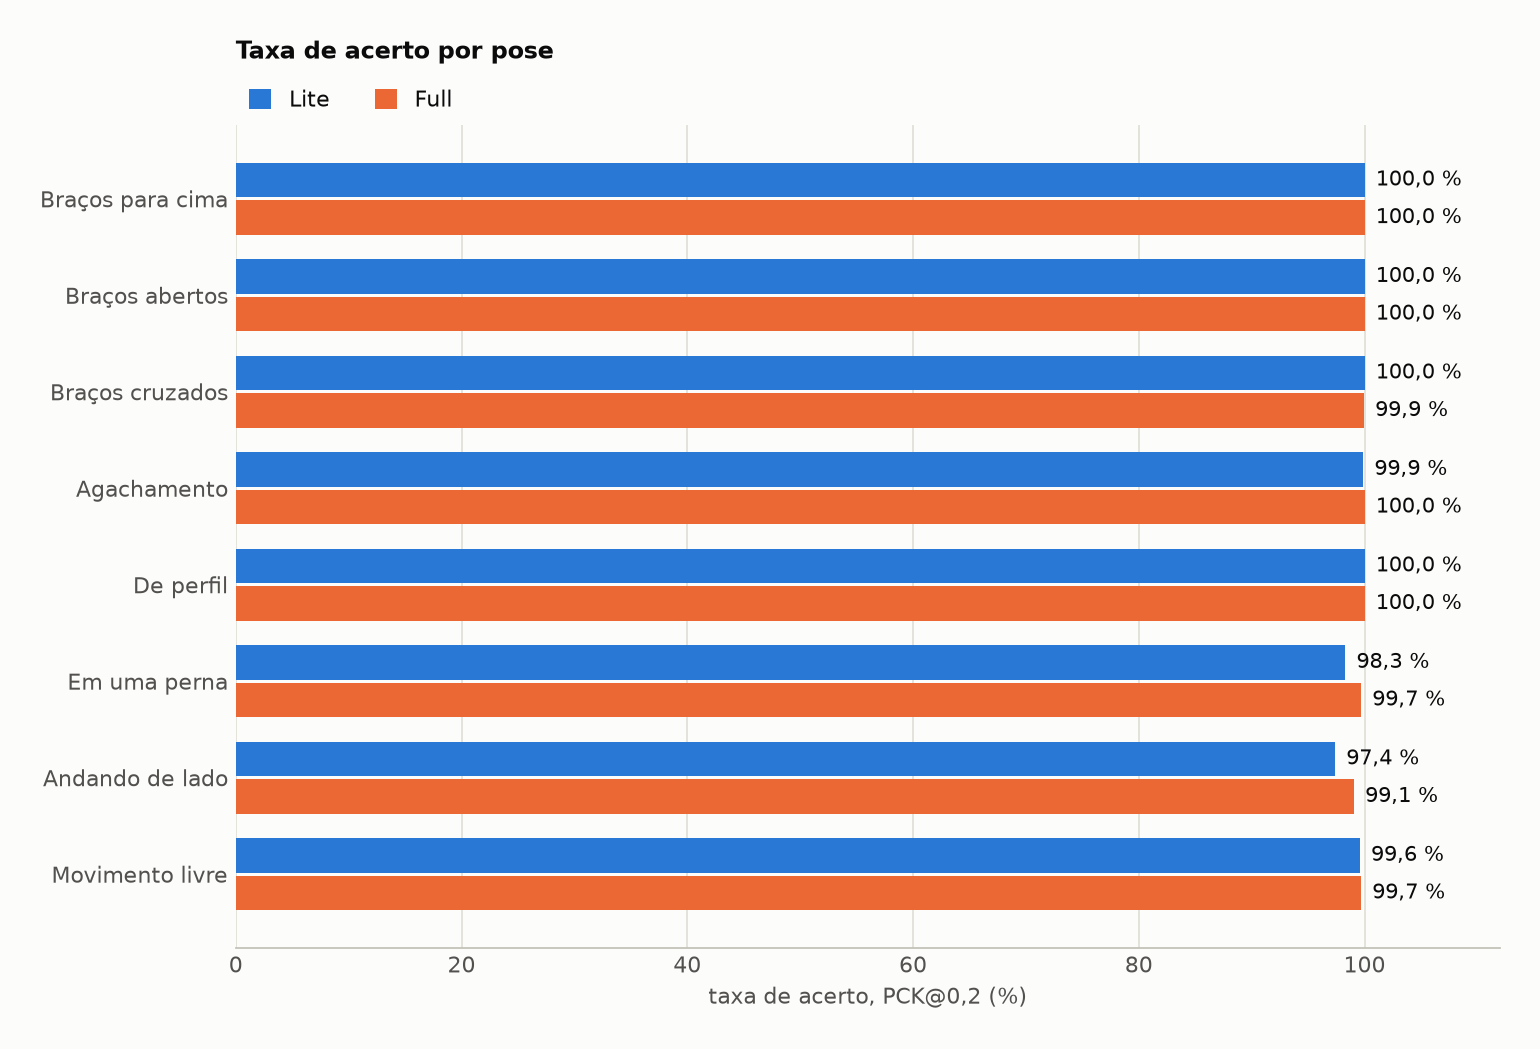 Taxa de acerto por pose
Lite Full
Braços para cima
100,0 %
100,0 %
Braços abertos
100,0 %
100,0 %
Braços cruzados
100,0 %
99,9 %
Agachamento
99,9 %
100,0 %
De perfil
100,0 %
100,0 %
Em uma perna
98,3 %
99,7 %
Andando de lado
97,4 %
99,1 %
Movimento livre
99,6 %
99,7 %
0 20 40 60 80 100
taxa de acerto, PCK@0,2 (%)